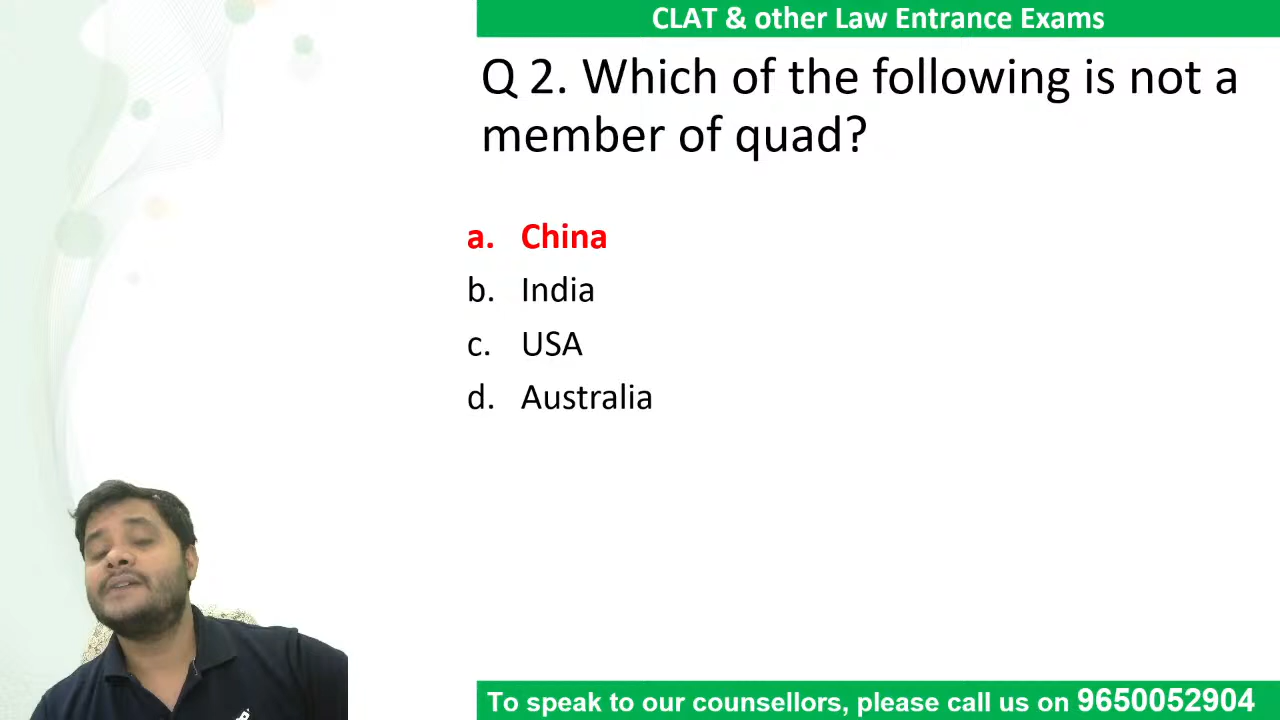 CLAT & other Law Entrance Exams
Q 2. Which of the following is not a
member of quad?
a. China
b. India
c. USA
d. Australia
To speak to our counsellors, please call us on 9650052904